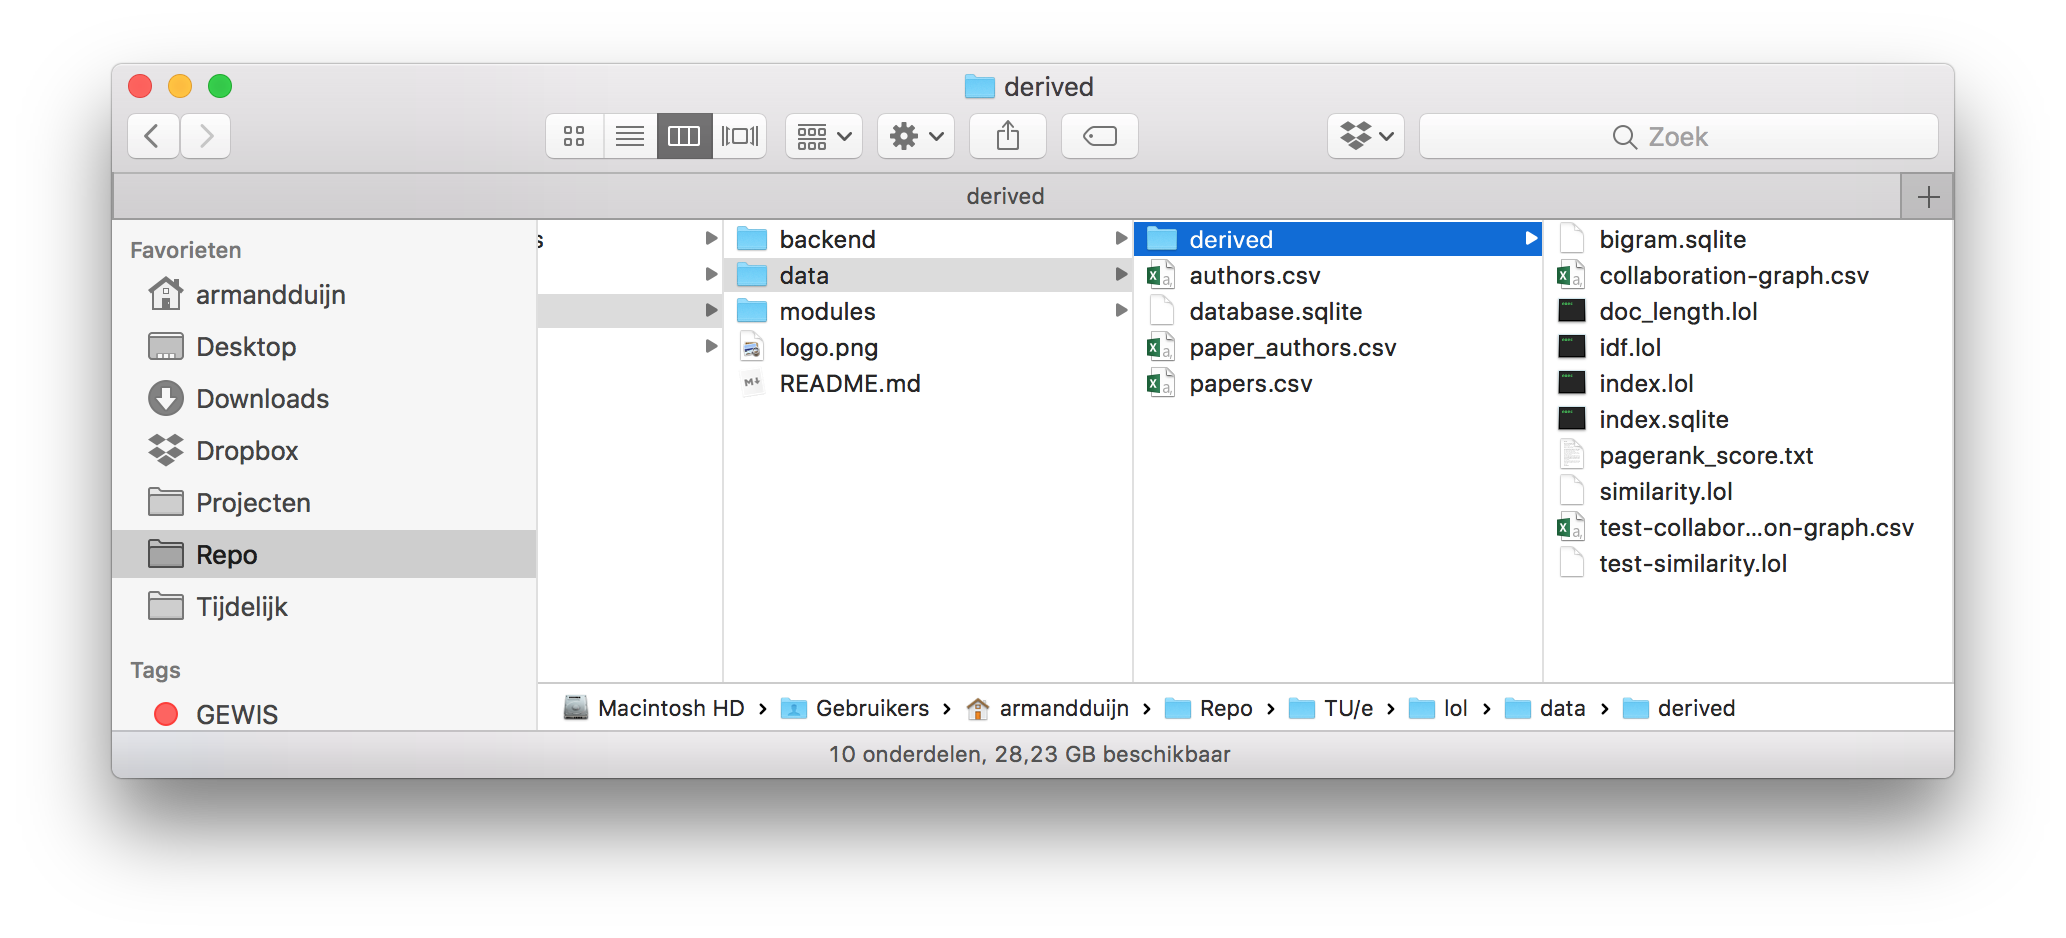 derived
Zoek
derived
Favorieten
armandduijn
Desktop
Downloads
Dropbox
Projecten
Repo
Tijdelijk
Tags
GEWIS
s
backend
data
modules
logo.png
README.md
derived
authors.csv
database.sqlite
paper_authors.csv
papers.csv
bigram.sqlite
collaboration-graph.csv
doc_length.lol
idf.lol
index.lol
index.sqlite
pagerank_score.txt
similarity.lol
test-collabor...on-graph.csv
test-similarity.lol
Macintosh HD › Gebruikers › armandduijn › Repo › TU/e › lol › data › derived
10 onderdelen, 28,23 GB beschikbaar